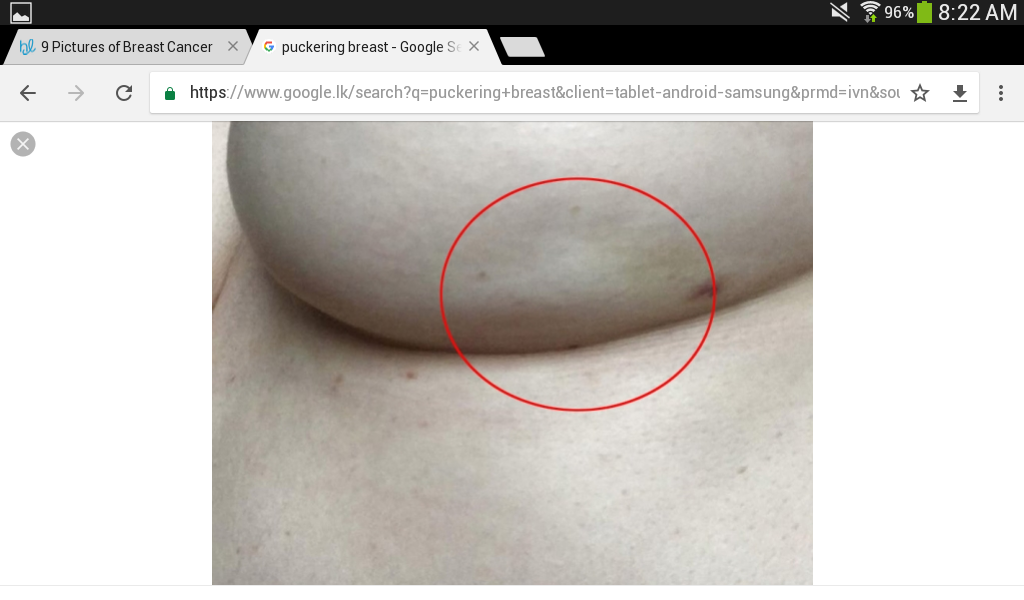 96% 8:22 AM
9 Pictures of Breast Cancer
puckering breast - Google Se
https://www.google.lk/search?q=puckering+breast&client=tablet-android-samsung&prmd=ivn&sou